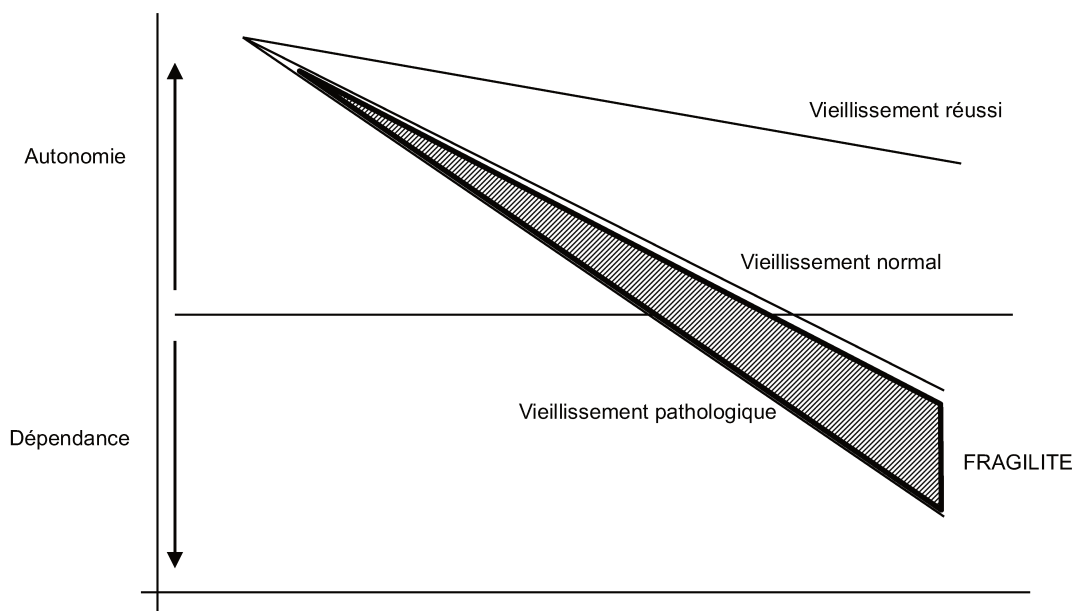 Vieillissement réussi
Autonomie
Vieillissement normal
Vieillissement pathologique
Dépendance
FRAGILITE